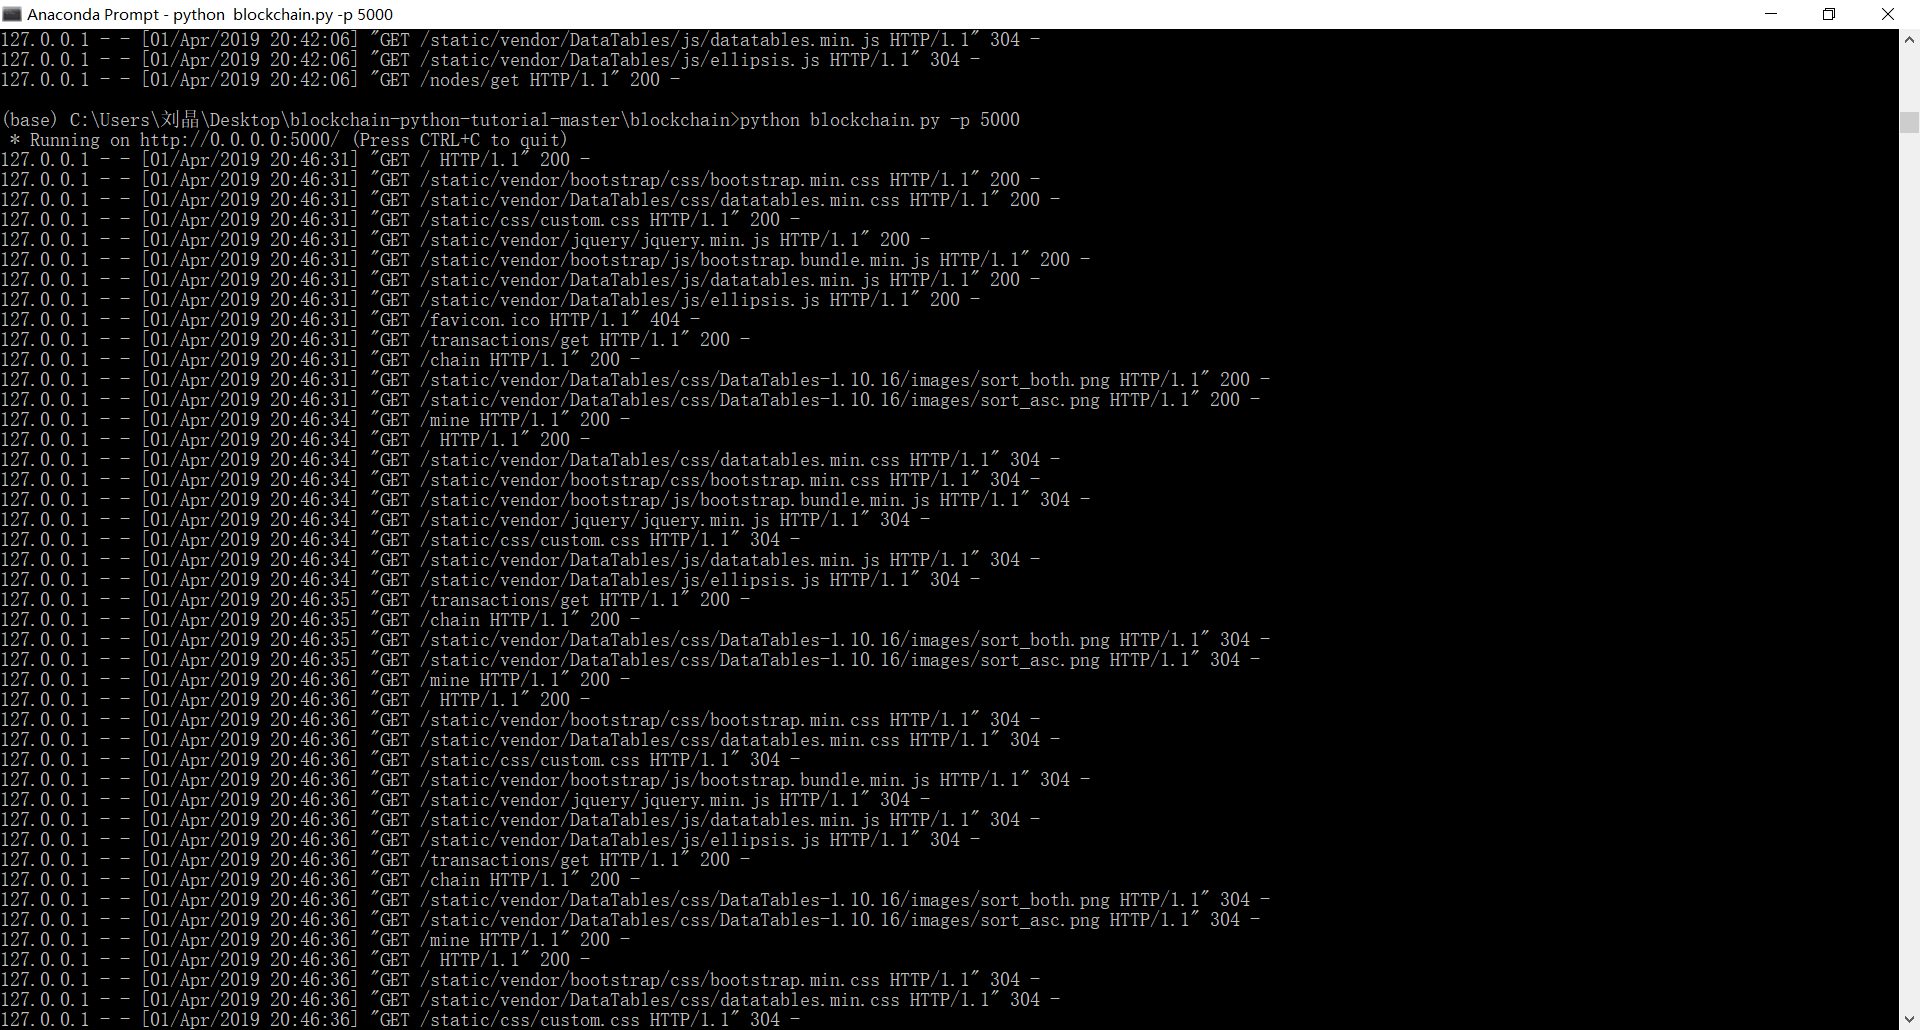 Anaconda Prompt - python  blockchain.py -p 5000
127.0.0.1 - - [01/Apr/2019 20:42:06] "GET /static/vendor/DataTables/js/datatables.min.js HTTP/1.1" 304 -
127.0.0.1 - - [01/Apr/2019 20:42:06] "GET /static/vendor/DataTables/js/ellipsis.js HTTP/1.1" 304 -
127.0.0.1 - - [01/Apr/2019 20:42:06] "GET /nodes/get HTTP/1.1" 200 -
(base) C:\Users\刘晶\Desktop\blockchain-python-tutorial-master\blockchain>python blockchain.py -p 5000
 * Running on http://0.0.0.0:5000/ (Press CTRL+C to quit)
127.0.0.1 - - [01/Apr/2019 20:46:31] "GET / HTTP/1.1" 200 -
127.0.0.1 - - [01/Apr/2019 20:46:31] "GET /static/vendor/bootstrap/css/bootstrap.min.css HTTP/1.1" 200 -
127.0.0.1 - - [01/Apr/2019 20:46:31] "GET /static/vendor/DataTables/css/datatables.min.css HTTP/1.1" 200 -
127.0.0.1 - - [01/Apr/2019 20:46:31] "GET /static/css/custom.css HTTP/1.1" 200 -
127.0.0.1 - - [01/Apr/2019 20:46:31] "GET /static/vendor/jquery/jquery.min.js HTTP/1.1" 200 -
127.0.0.1 - - [01/Apr/2019 20:46:31] "GET /static/vendor/bootstrap/js/bootstrap.bundle.min.js HTTP/1.1" 200 -
127.0.0.1 - - [01/Apr/2019 20:46:31] "GET /static/vendor/DataTables/js/datatables.min.js HTTP/1.1" 200 -
127.0.0.1 - - [01/Apr/2019 20:46:31] "GET /static/vendor/DataTables/js/ellipsis.js HTTP/1.1" 200 -
127.0.0.1 - - [01/Apr/2019 20:46:31] "GET /favicon.ico HTTP/1.1" 404 -
127.0.0.1 - - [01/Apr/2019 20:46:31] "GET /transactions/get HTTP/1.1" 200 -
127.0.0.1 - - [01/Apr/2019 20:46:31] "GET /chain HTTP/1.1" 200 -
127.0.0.1 - - [01/Apr/2019 20:46:31] "GET /static/vendor/DataTables/css/DataTables-1.10.16/images/sort_both.png HTTP/1.1" 200 -
127.0.0.1 - - [01/Apr/2019 20:46:31] "GET /static/vendor/DataTables/css/DataTables-1.10.16/images/sort_asc.png HTTP/1.1" 200 -
127.0.0.1 - - [01/Apr/2019 20:46:34] "GET /mine HTTP/1.1" 200 -
127.0.0.1 - - [01/Apr/2019 20:46:34] "GET / HTTP/1.1" 200 -
127.0.0.1 - - [01/Apr/2019 20:46:34] "GET /static/vendor/DataTables/css/datatables.min.css HTTP/1.1" 304 -
127.0.0.1 - - [01/Apr/2019 20:46:34] "GET /static/vendor/bootstrap/css/bootstrap.min.css HTTP/1.1" 304 -
127.0.0.1 - - [01/Apr/2019 20:46:34] "GET /static/vendor/bootstrap/js/bootstrap.bundle.min.js HTTP/1.1" 304 -
127.0.0.1 - - [01/Apr/2019 20:46:34] "GET /static/vendor/jquery/jquery.min.js HTTP/1.1" 304 -
127.0.0.1 - - [01/Apr/2019 20:46:34] "GET /static/css/custom.css HTTP/1.1" 304 -
127.0.0.1 - - [01/Apr/2019 20:46:34] "GET /static/vendor/DataTables/js/datatables.min.js HTTP/1.1" 304 -
127.0.0.1 - - [01/Apr/2019 20:46:34] "GET /static/vendor/DataTables/js/ellipsis.js HTTP/1.1" 304 -
127.0.0.1 - - [01/Apr/2019 20:46:35] "GET /transactions/get HTTP/1.1" 200 -
127.0.0.1 - - [01/Apr/2019 20:46:35] "GET /chain HTTP/1.1" 200 -
127.0.0.1 - - [01/Apr/2019 20:46:35] "GET /static/vendor/DataTables/css/DataTables-1.10.16/images/sort_both.png HTTP/1.1" 304 -
127.0.0.1 - - [01/Apr/2019 20:46:35] "GET /static/vendor/DataTables/css/DataTables-1.10.16/images/sort_asc.png HTTP/1.1" 304 -
127.0.0.1 - - [01/Apr/2019 20:46:36] "GET /mine HTTP/1.1" 200 -
127.0.0.1 - - [01/Apr/2019 20:46:36] "GET / HTTP/1.1" 200 -
127.0.0.1 - - [01/Apr/2019 20:46:36] "GET /static/vendor/bootstrap/css/bootstrap.min.css HTTP/1.1" 304 -
127.0.0.1 - - [01/Apr/2019 20:46:36] "GET /static/vendor/DataTables/css/datatables.min.css HTTP/1.1" 304 -
127.0.0.1 - - [01/Apr/2019 20:46:36] "GET /static/css/custom.css HTTP/1.1" 304 -
127.0.0.1 - - [01/Apr/2019 20:46:36] "GET /static/vendor/bootstrap/js/bootstrap.bundle.min.js HTTP/1.1" 304 -
127.0.0.1 - - [01/Apr/2019 20:46:36] "GET /static/vendor/jquery/jquery.min.js HTTP/1.1" 304 -
127.0.0.1 - - [01/Apr/2019 20:46:36] "GET /static/vendor/DataTables/js/datatables.min.js HTTP/1.1" 304 -
127.0.0.1 - - [01/Apr/2019 20:46:36] "GET /static/vendor/DataTables/js/ellipsis.js HTTP/1.1" 304 -
127.0.0.1 - - [01/Apr/2019 20:46:36] "GET /transactions/get HTTP/1.1" 200 -
127.0.0.1 - - [01/Apr/2019 20:46:36] "GET /chain HTTP/1.1" 200 -
127.0.0.1 - - [01/Apr/2019 20:46:36] "GET /static/vendor/DataTables/css/DataTables-1.10.16/images/sort_both.png HTTP/1.1" 304 -
127.0.0.1 - - [01/Apr/2019 20:46:36] "GET /static/vendor/DataTables/css/DataTables-1.10.16/images/sort_asc.png HTTP/1.1" 304 -
127.0.0.1 - - [01/Apr/2019 20:46:36] "GET /mine HTTP/1.1" 200 -
127.0.0.1 - - [01/Apr/2019 20:46:36] "GET / HTTP/1.1" 200 -
127.0.0.1 - - [01/Apr/2019 20:46:36] "GET /static/vendor/bootstrap/css/bootstrap.min.css HTTP/1.1" 304 -
127.0.0.1 - - [01/Apr/2019 20:46:36] "GET /static/vendor/DataTables/css/datatables.min.css HTTP/1.1" 304 -
127.0.0.1 - - [01/Apr/2019 20:46:36] "GET /static/css/custom.css HTTP/1.1" 304 -